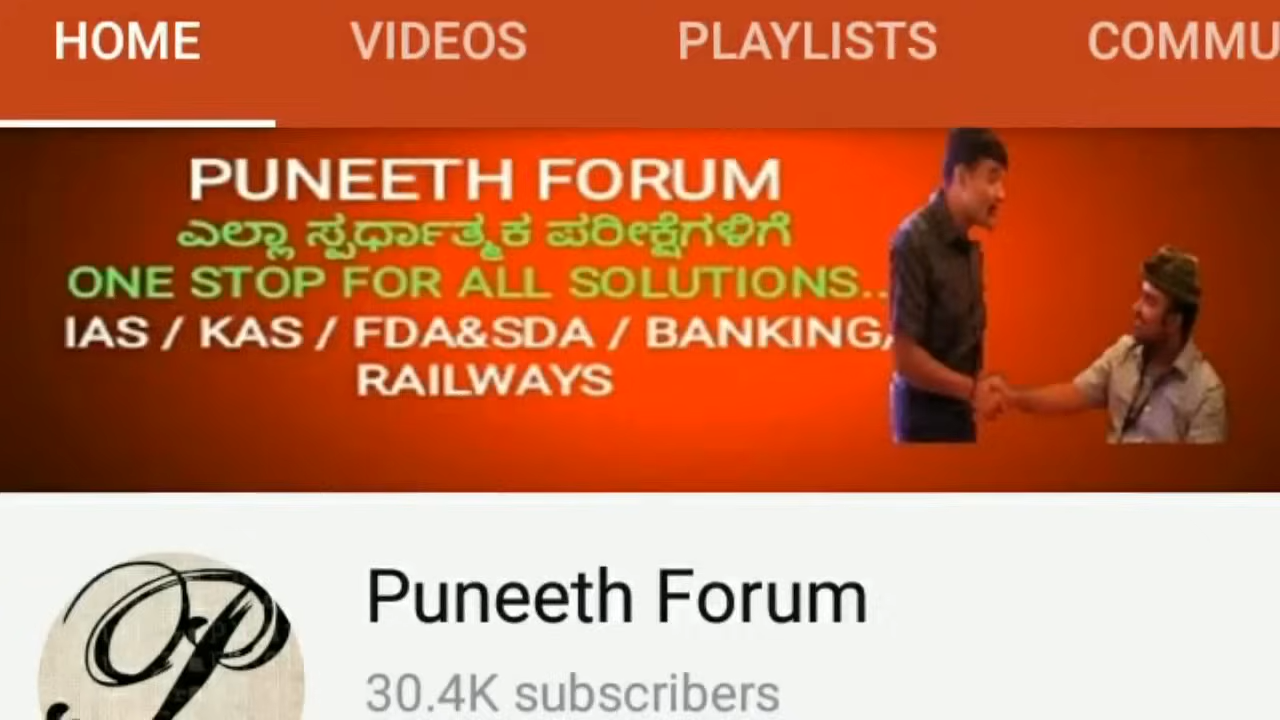 HOME VIDEOS PLAYLISTS COMMU
PUNEETH FORUM
ಎಲ್ಲಾ ಸ್ಪರ್ಧಾತ್ಮಕ ಪರೀಕ್ಷೆಗಳಿಗೆ
ONE STOP FOR ALL SOLUTIONS..
IAS / KAS / FDA&SDA / BANKING,
RAILWAYS
P
Puneeth Forum
30.4K subscribers